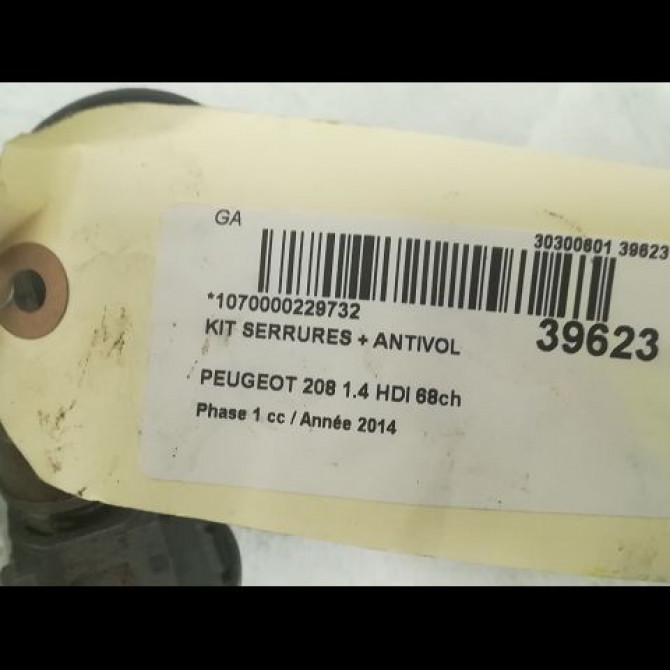 GA
30300601 39623
*1070000229732
KIT SERRURES + ANTIVOL
39623
PEUGEOT 208 1.4 HDI 68ch
Phase 1 cc / Année 2014